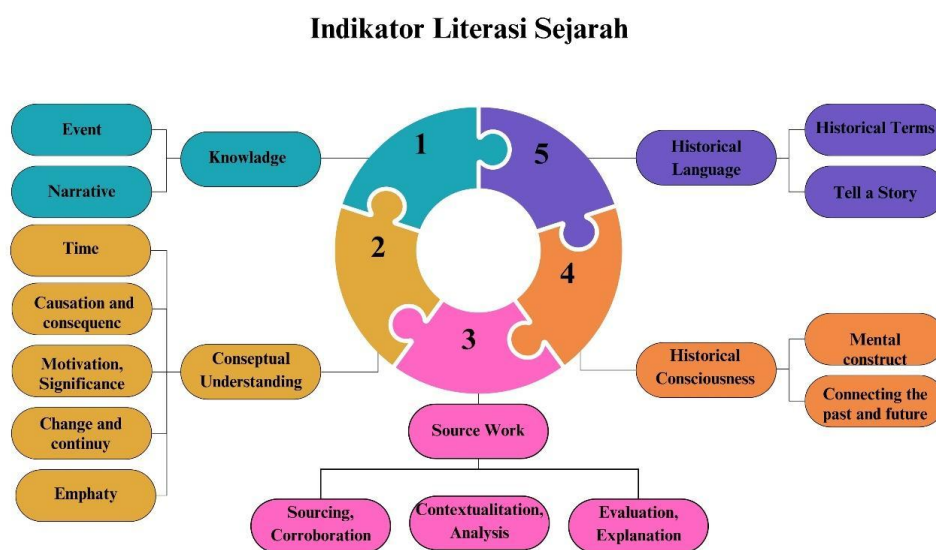 Indikator Literasi Sejarah
1
Knowladge
Event
Narrative
2
Conseptual
Understanding
Time
Causation and
consequenc
Motivation,
Significance
Change and
continuy
Emphaty
3
Source Work
Sourcing,
Corroboration
Contextualitation,
Analysis
Evaluation,
Explanation
4
Historical
Consciousness
Mental
construct
Connecting the
past and future
5
Historical
Language
Historical Terms
Tell a Story